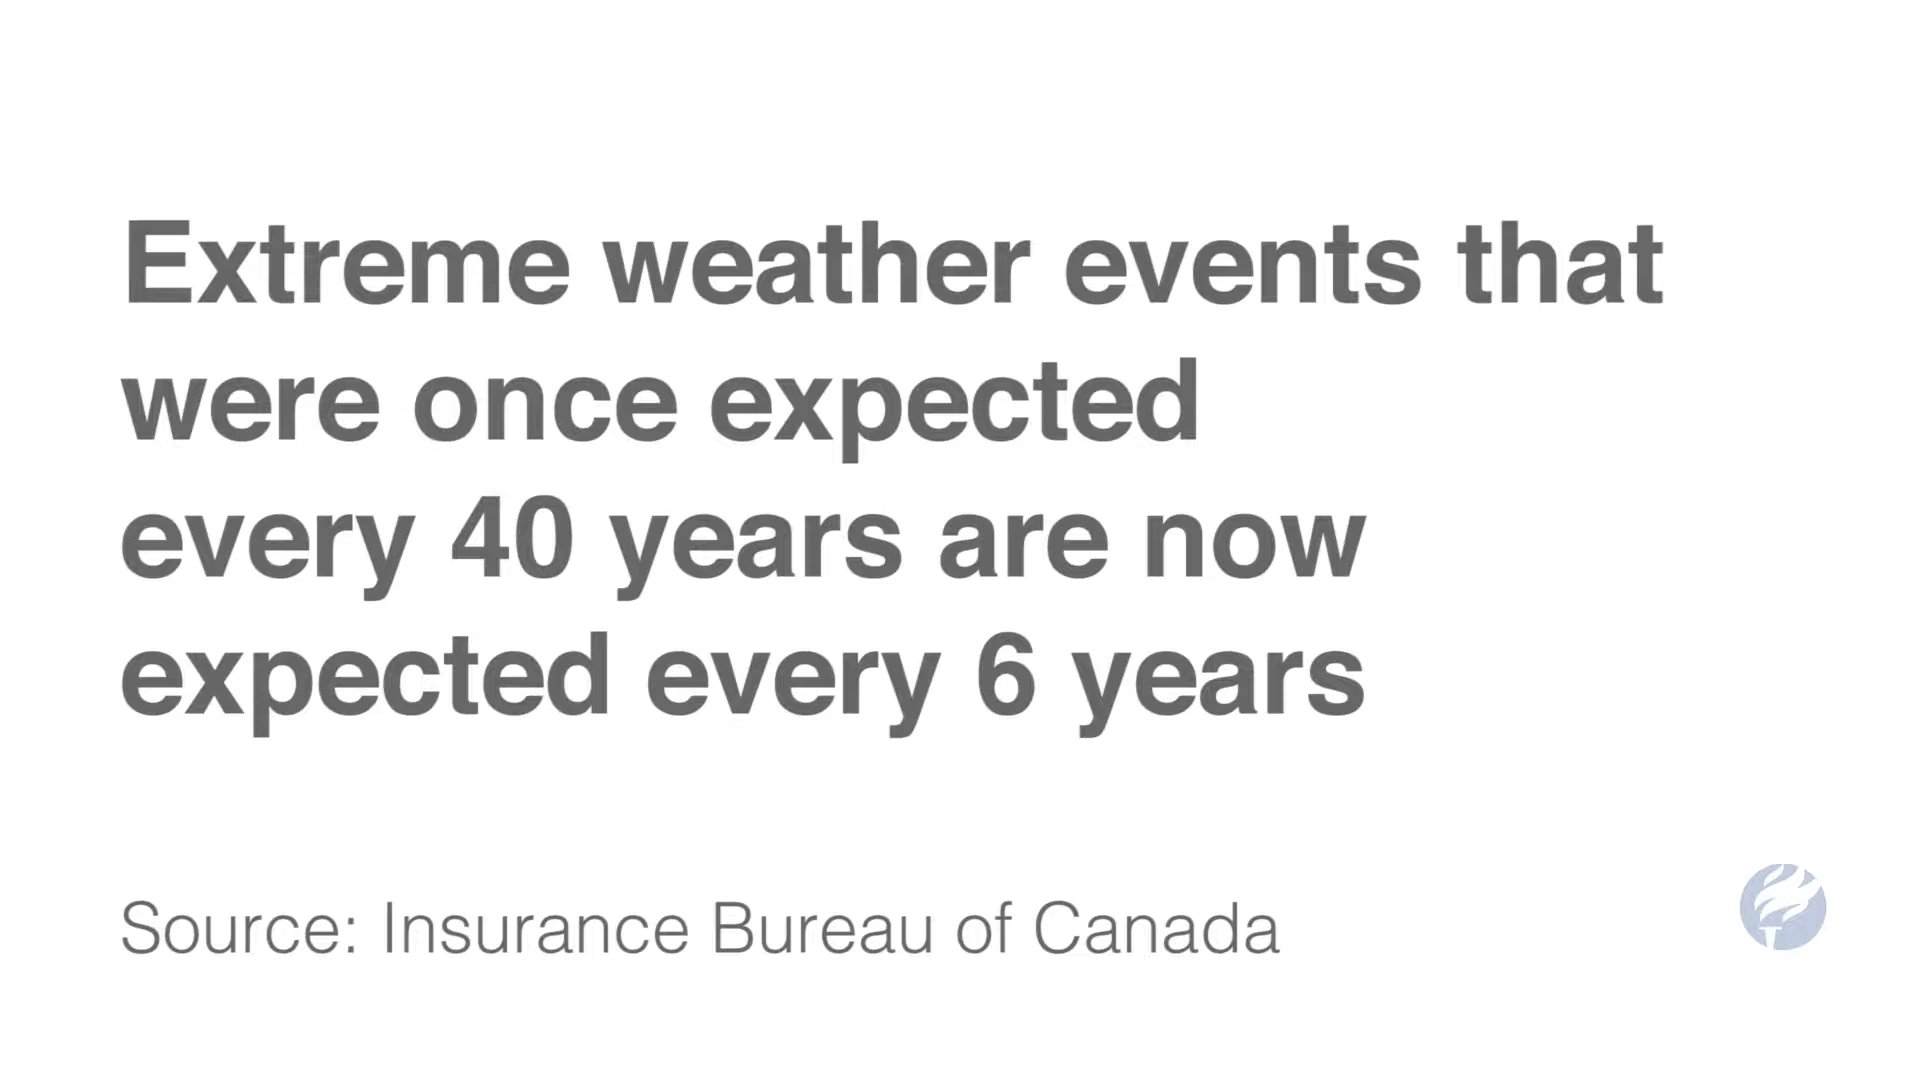 Extreme weather events that
were once expected
every 40 years are now
expected every 6 years
Source: Insurance Bureau of Canada